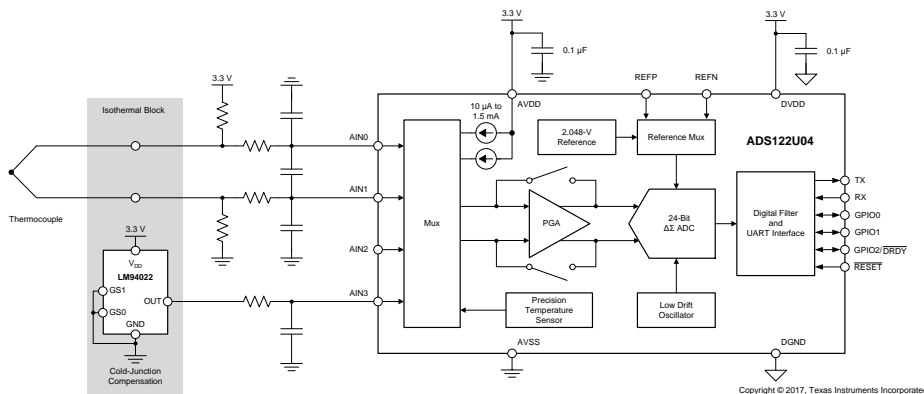 3.3 V
3.3 V
0.1 µF
0.1 µF
3.3 V
REFP
REFN
Isothermal Block
AVDD
DVDD
10 µA to
1.5 mA
2.048-V
Reference
Reference Mux
ADS122U04
AIN0
AIN1
AIN2
AIN3
Thermocouple
Mux
PGA
24-Bit
ΔΣ ADC
Digital Filter
and
UART Interface
TX
RX
GPIO0
GPIO1
GPIO2/DRDY
RESET
3.3 V
VDD
LM94022
GS1
GS0
OUT
GND
Cold-Junction
Compensation
Precision
Temperature
Sensor
Low Drift
Oscillator
AVSS
DGND
Copyright © 2017, Texas Instruments Incorporated